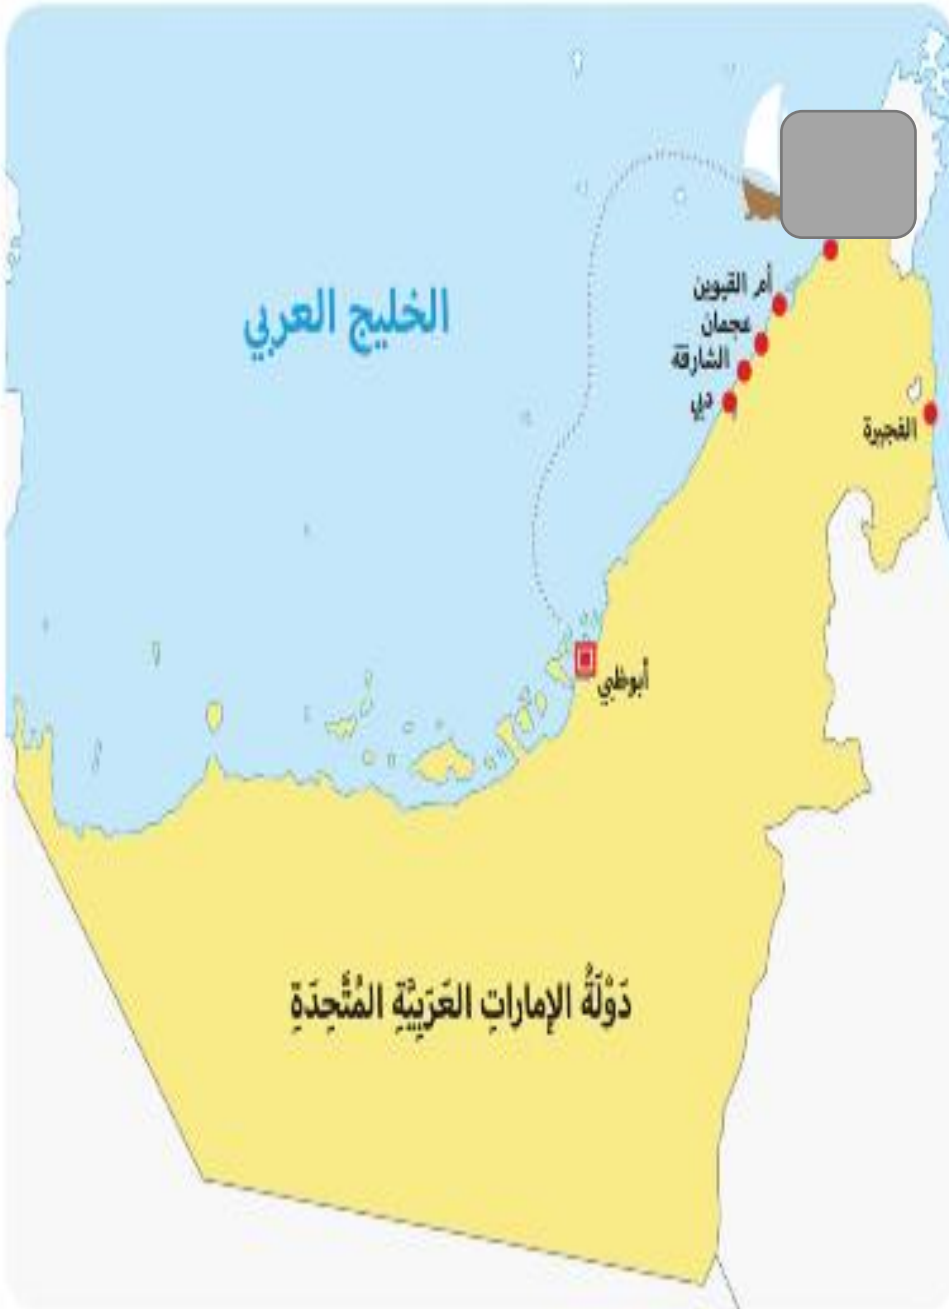 أم القيوين
عجمان
الشارقة
دبي
الخليج العربي
الفجيرة
أبوظبي
دَوْلَةُ الإماراتِ العَرَبِيَّةِ المُتَّحِدَةِ